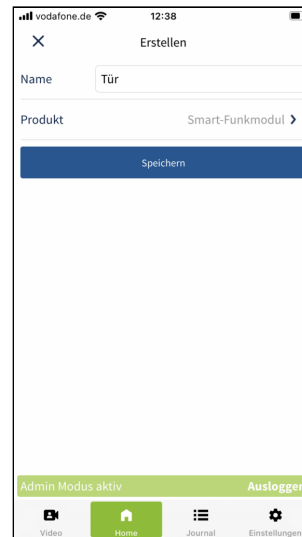 vodafone.de 12:38
Erstellen
Name Tür
Produkt Smart-Funkmodul
Speichern
Admin Modus aktiv Ausloggen
Video Home Journal Einstellungen